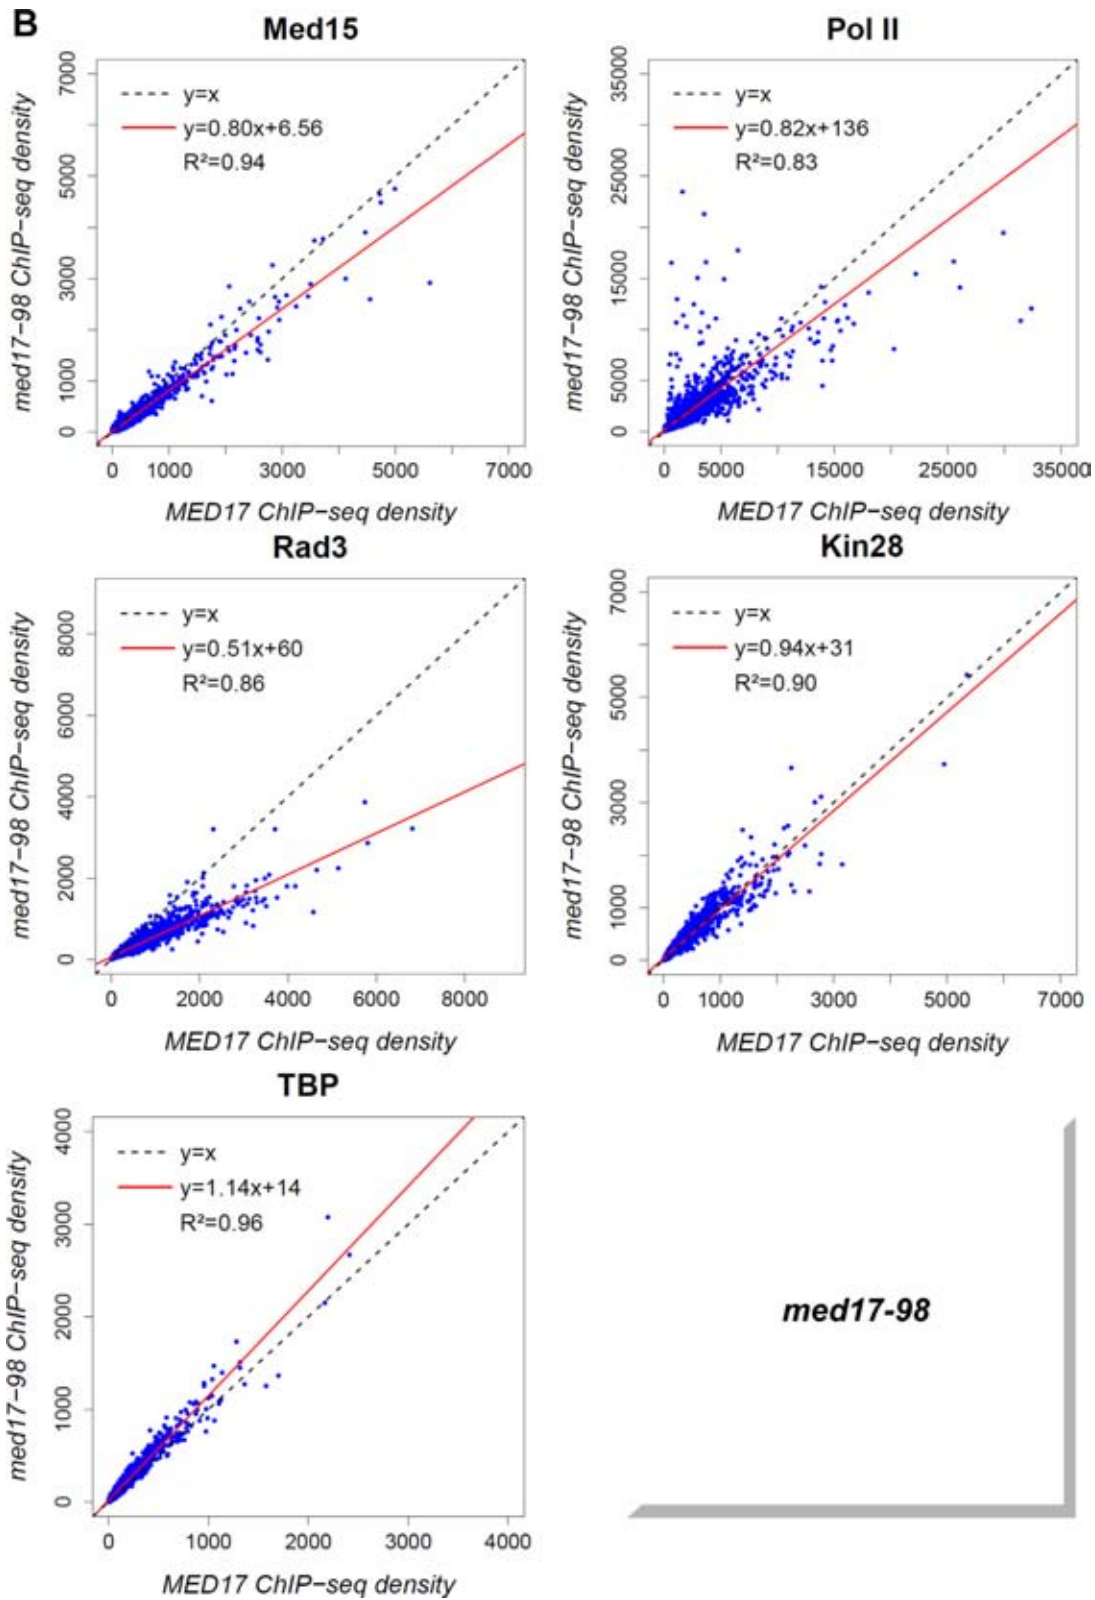 B
Med15
y=x
y=0.80x+6.56
R²=0.94
0
1000
3000
5000
7000
med17−98 ChIP−seq density
0
1000
2000
3000
4000
5000
7000
MED17 ChIP−seq density
Pol II
y=x
y=0.82x+136
R²=0.83
0
5000
15000
25000
35000
med17−98 ChIP−seq density
0
5000
15000
25000
35000
MED17 ChIP−seq density
Rad3
y=x
y=0.51x+60
R²=0.86
0
2000
4000
6000
8000
med17−98 ChIP−seq density
0
2000
4000
6000
8000
MED17 ChIP−seq density
Kin28
y=x
y=0.94x+31
R²=0.90
0
1000
3000
5000
7000
med17−98 ChIP−seq density
0
1000
3000
5000
7000
MED17 ChIP−seq density
TBP
y=x
y=1.14x+14
R²=0.96
0
1000
2000
3000
4000
med17−98 ChIP−seq density
0
1000
2000
3000
4000
MED17 ChIP−seq density
med17-98